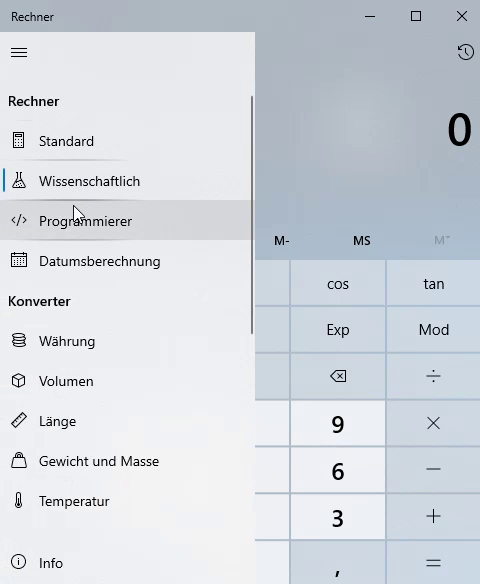 Rechner
Rechner
0
Standard
Wissenschaftlich
Programmierer
M-
MS
M˅
Datumsberechnung
cos
tan
Konverter
Exp
Mod
Währung
Volumen
÷
Länge
9
×
Gewicht und Masse
6
−
Temperatur
3
+
Info
,
=